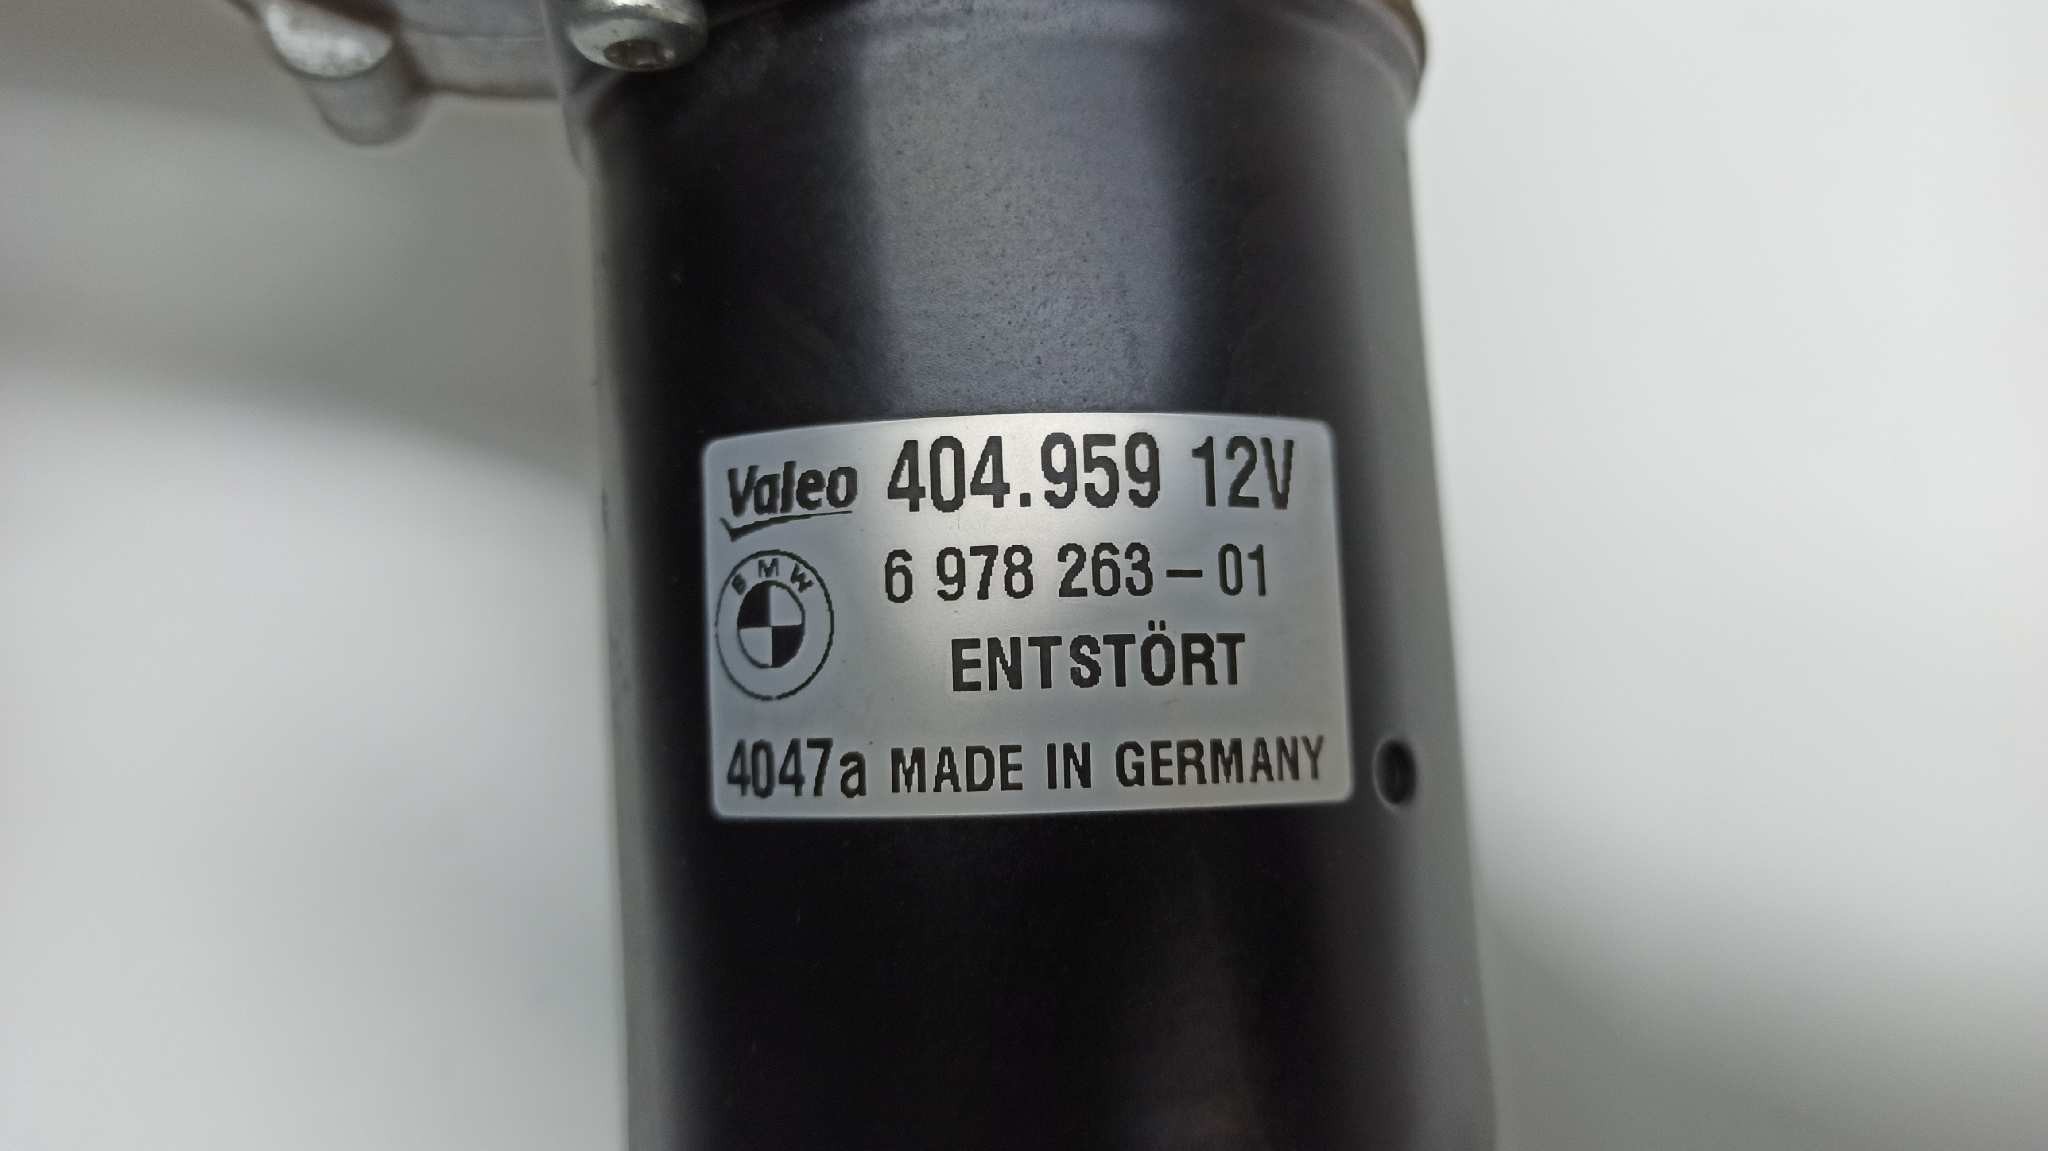 Valeo 404.959 12V
BMW 6 978 263-01
ENTSTÖRT
4047a MADE IN GERMANY